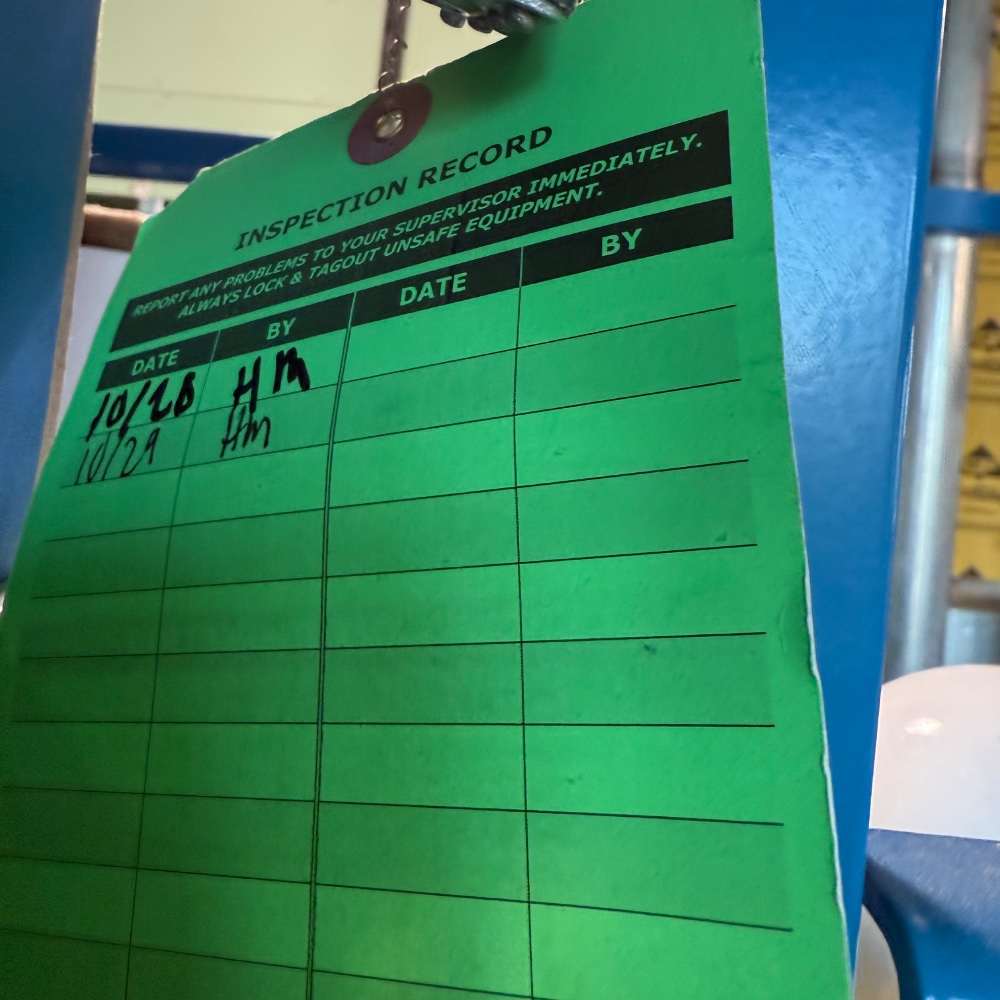 INSPECTION RECORD
REPORT ANY PROBLEMS TO YOUR SUPERVISOR IMMEDIATELY.
ALWAYS LOCK & TAGOUT UNSAFE EQUIPMENT.
DATE BY DATE BY
10/28 HM
10/29 Hm